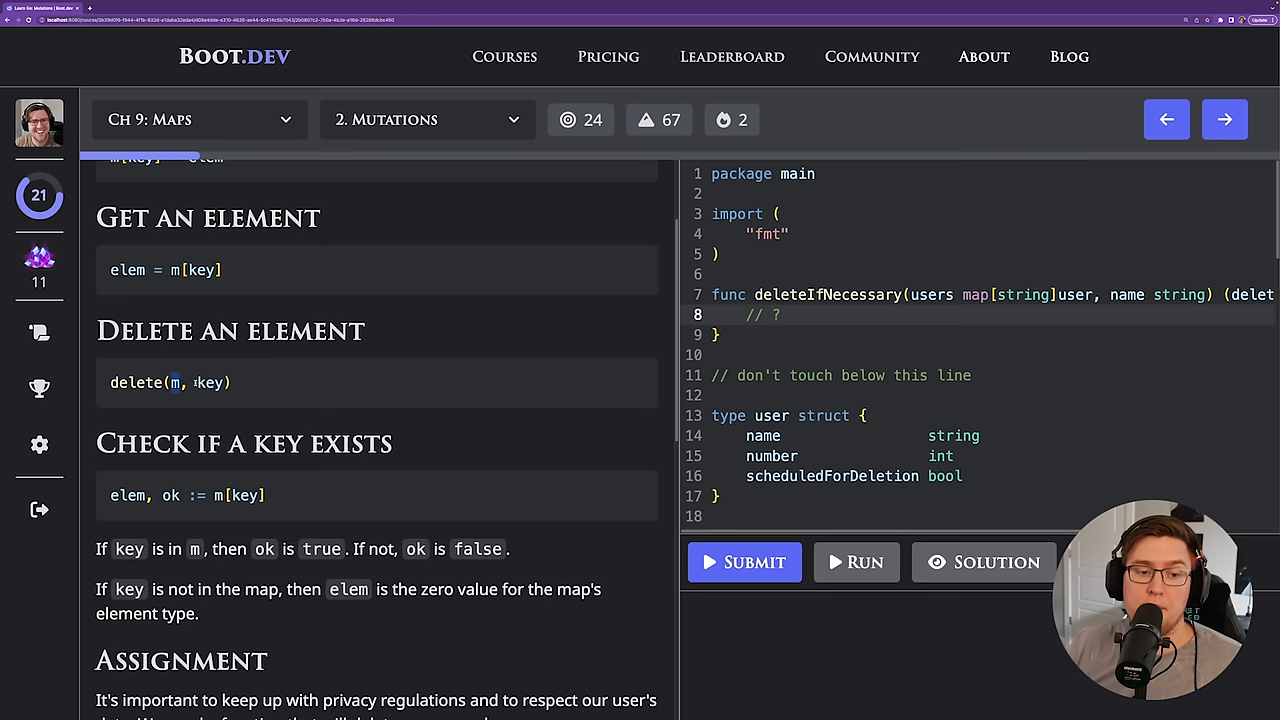 Learn Go: Mutations | Boot.dev
Update
BOOT.DEV
COURSES
PRICING
LEADERBOARD
COMMUNITY
ABOUT
BLOG
CH 9: MAPS
2. MUTATIONS
24
67
2
21
11
GET AN ELEMENT
elem = m[key]
DELETE AN ELEMENT
delete(m, key)
CHECK IF A KEY EXISTS
elem, ok := m[key]
If key is in m, then ok is true. If not, ok is false.
If key is not in the map, then elem is the zero value for the map's
element type.
ASSIGNMENT
It's important to keep up with privacy regulations and to respect our user's
1 package main
2
3 import (
4 "fmt"
5 )
6
7 func deleteIfNecessary(users map[string]user, name string) (delet
8 // ?
9 }
10
11 // don't touch below this line
12
13 type user struct {
14 name string
15 number int
16 scheduledForDeletion bool
17 }
18
SUBMIT
RUN
SOLUTION